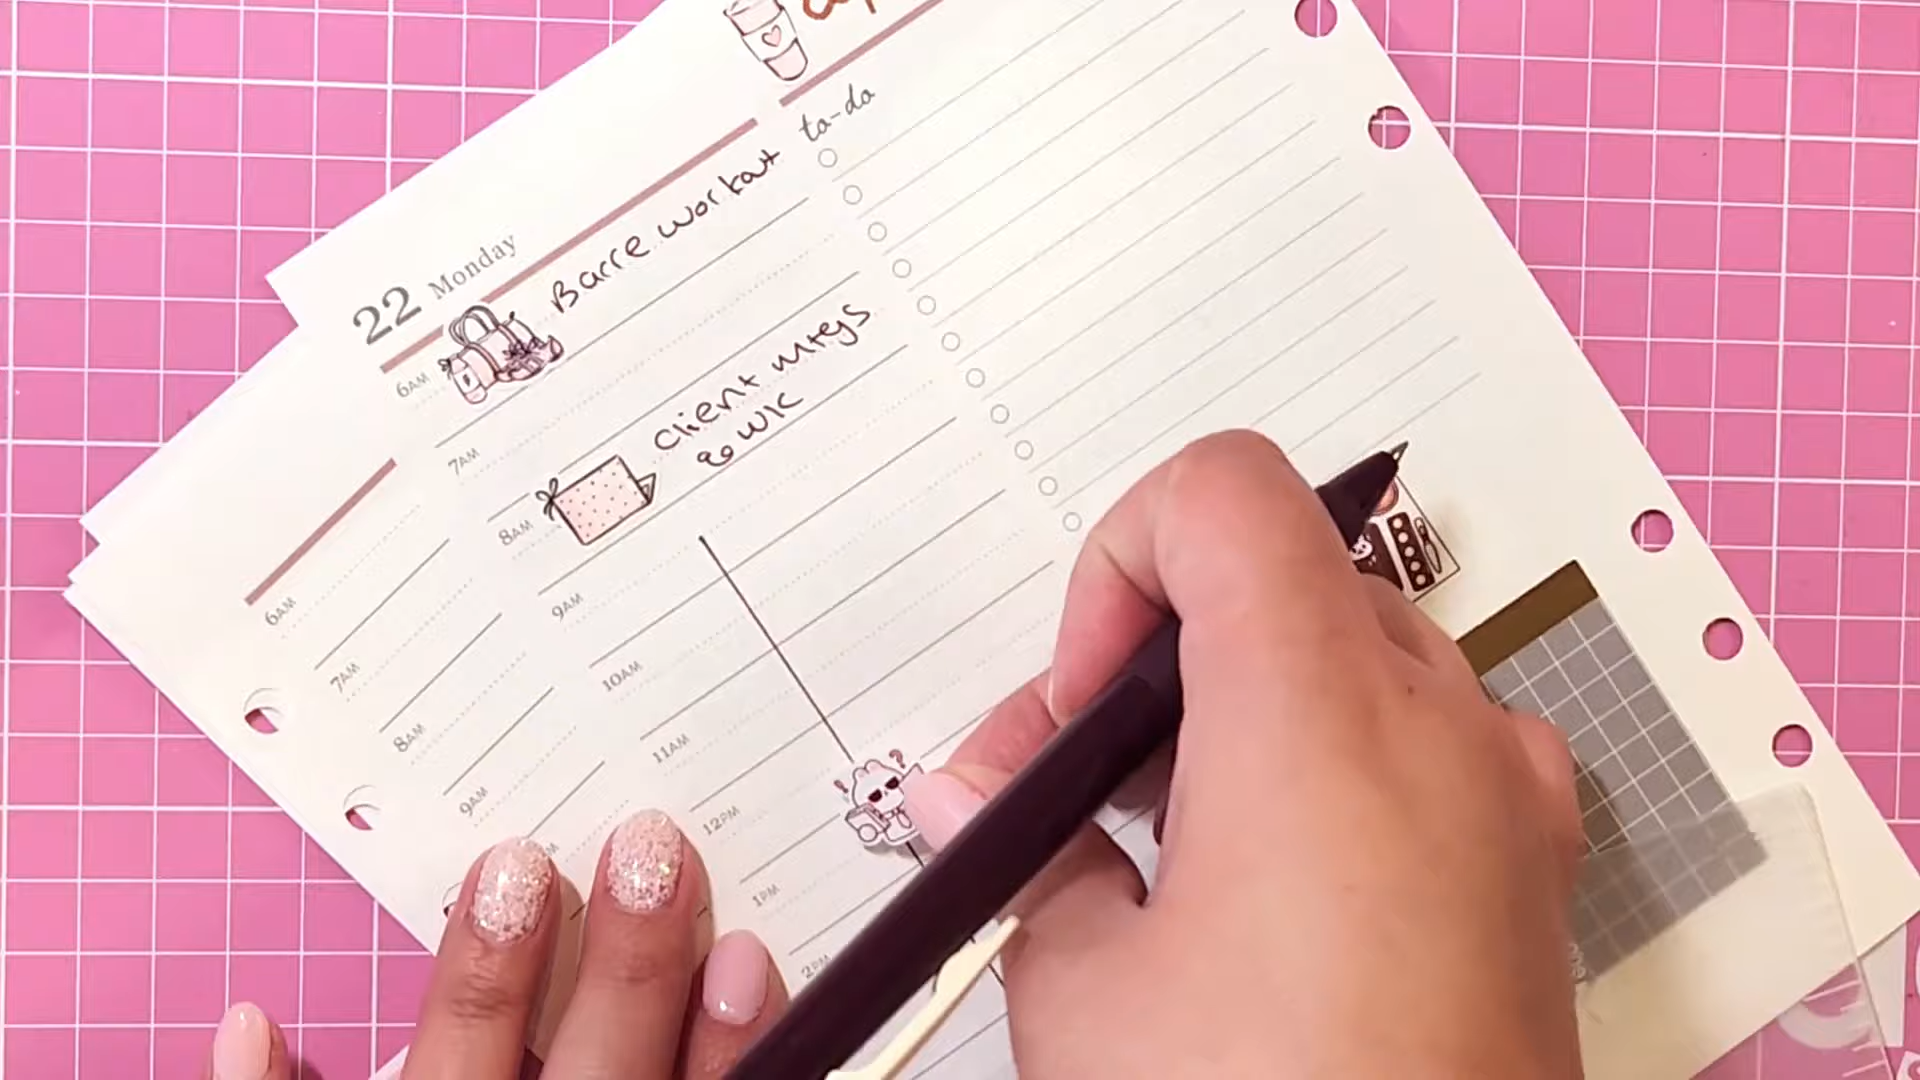 to-do
22 Monday
Barre workout
6AM
7AM
Client mtgs
8AM
9AM
10AM
11AM
12PM
1PM
2PM
6AM
7AM
8AM
9AM